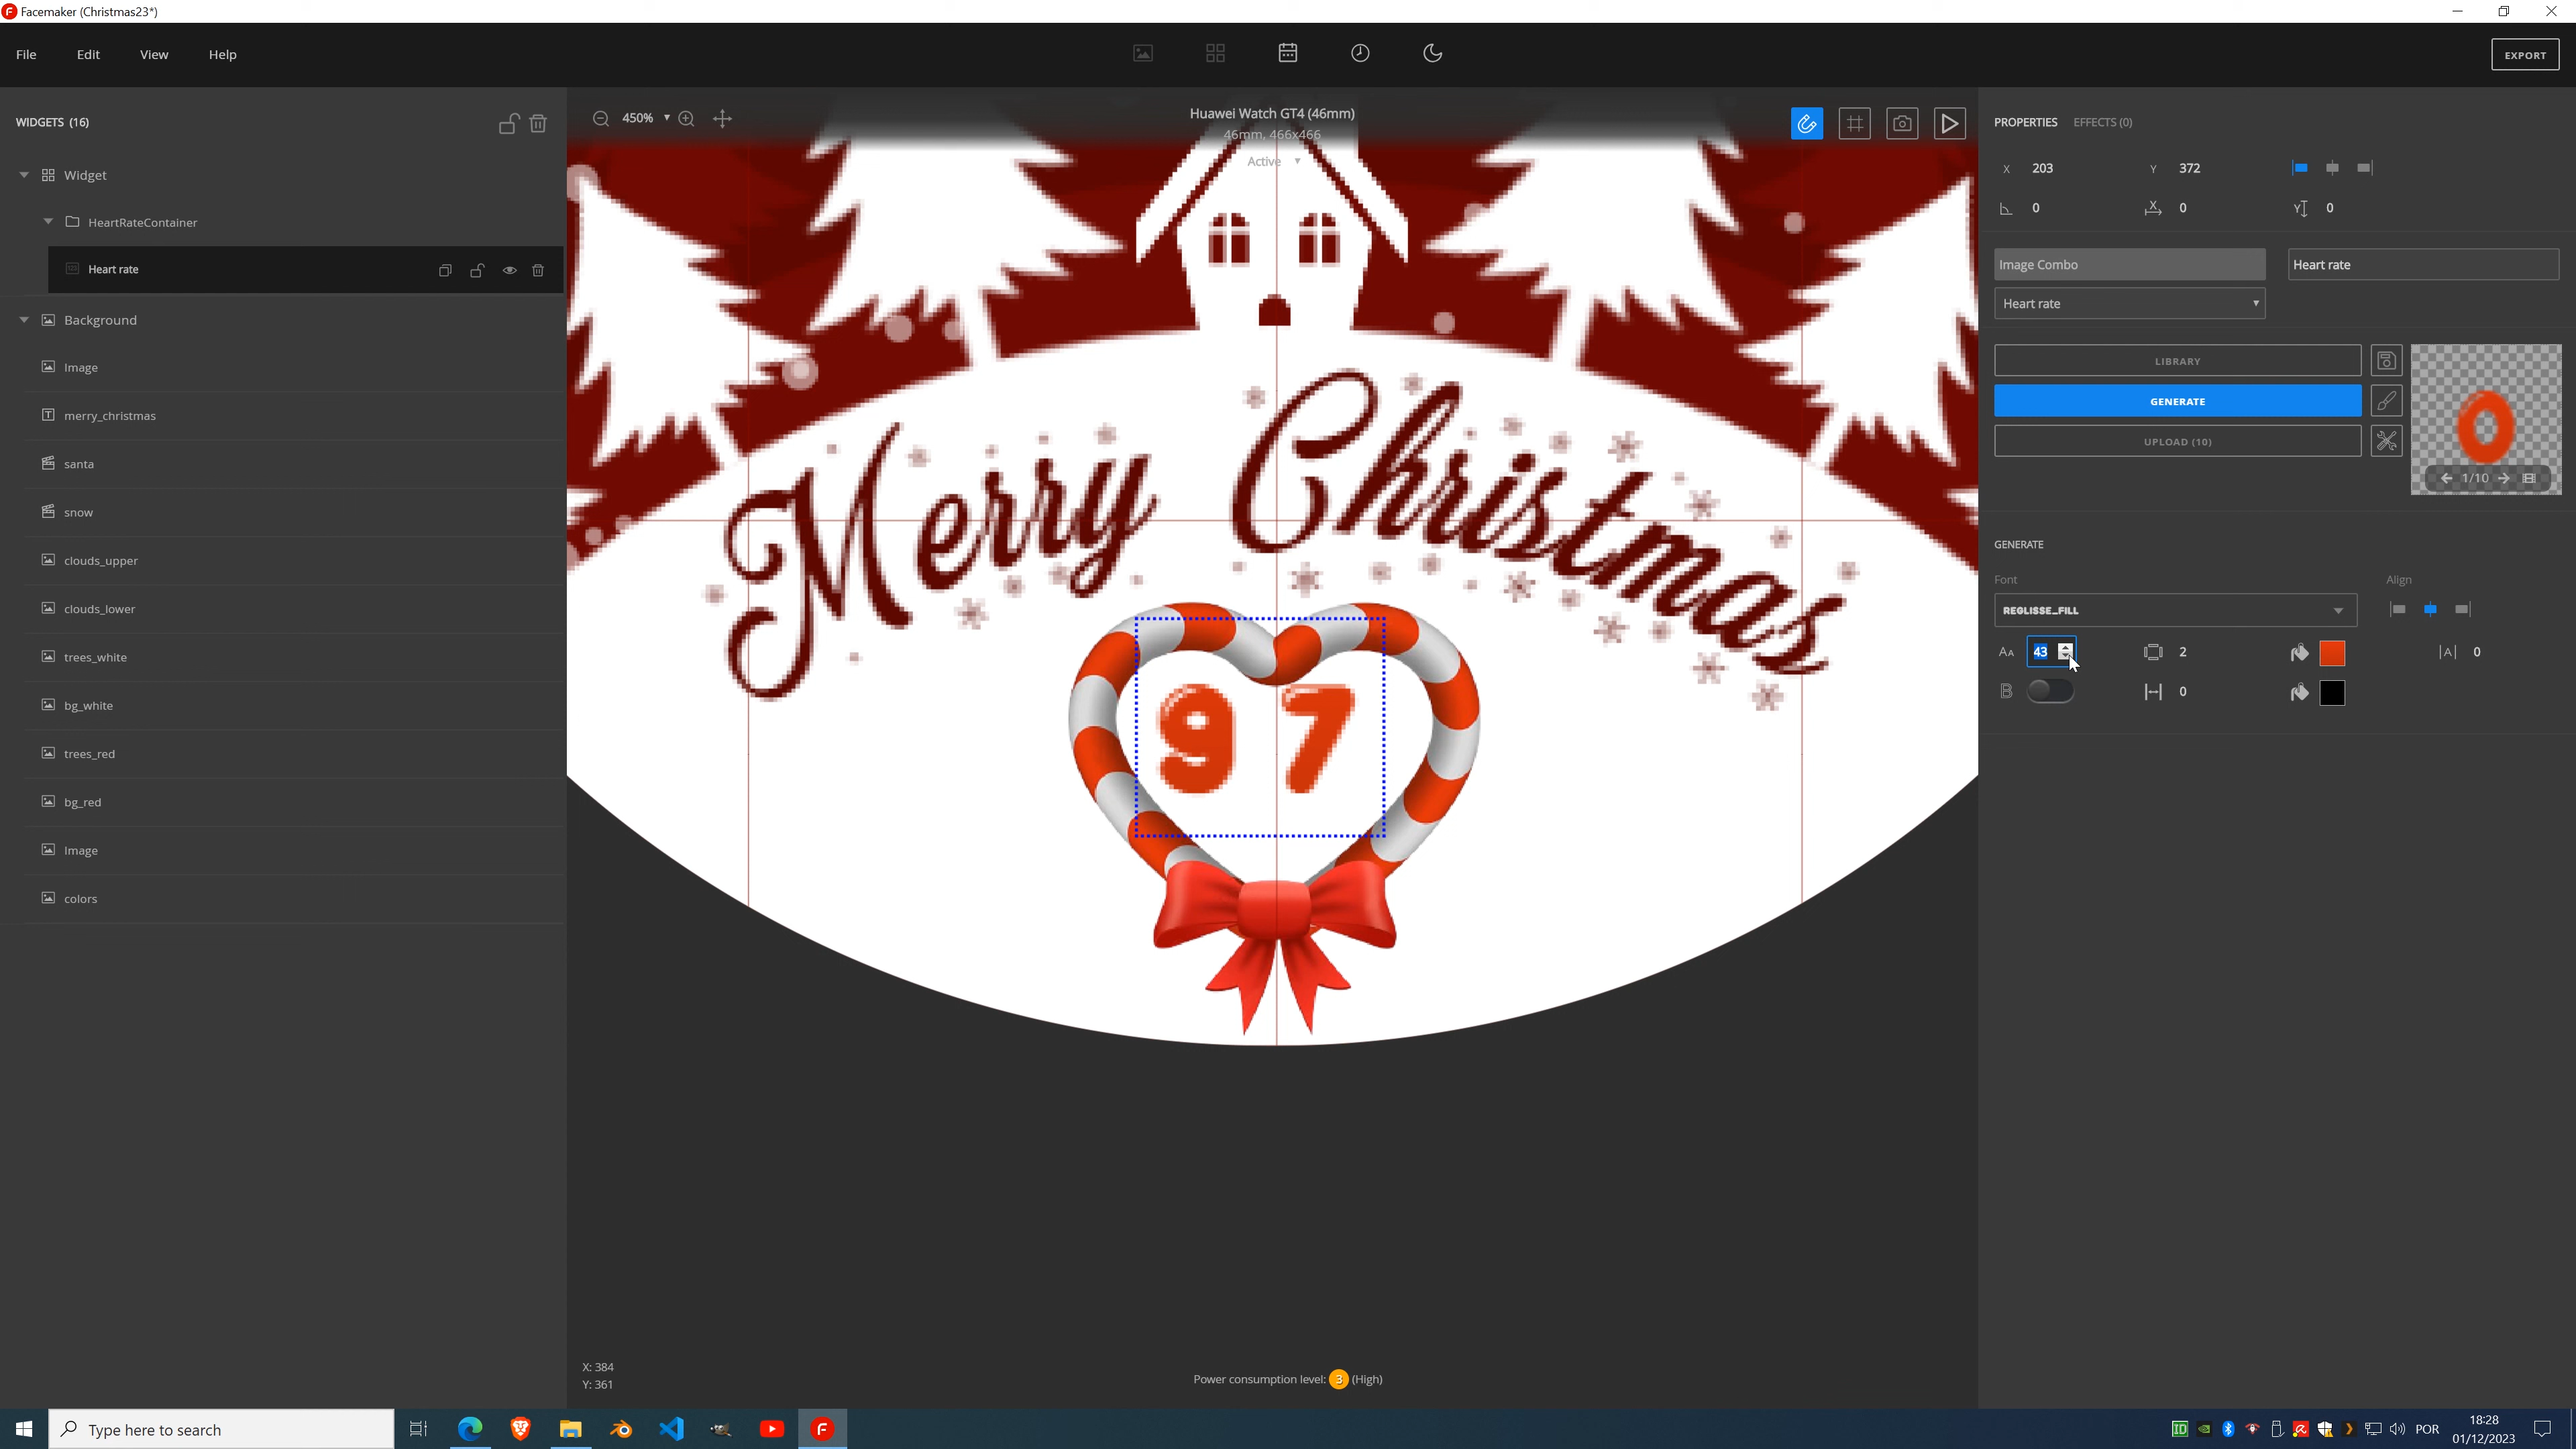 Facemaker (Christmas23*)
File Edit View Help
EXPORT
WIDGETS (16)
Widget
HeartRateContainer
Heart rate
Background
Image
merry_christmas
santa
snow
clouds_upper
clouds_lower
trees_white
bg_white
trees_red
bg_red
Image
colors
450%
Huawei Watch GT4 (46mm)
46mm, 466x466
Active
Merry Christmas
97
X: 384
Y: 361
Power consumption level: 3 (High)
PROPERTIES EFFECTS (0)
X 203 Y 372
0 X 0 Y 0
Image Combo Heart rate
Heart rate
LIBRARY
GENERATE
UPLOAD (10)
0
1/10
GENERATE
Font Align
REGLISSE_FILL
AA 43 2 |A| 0
B 0
Type here to search
ID
POR
18:28
01/12/2023